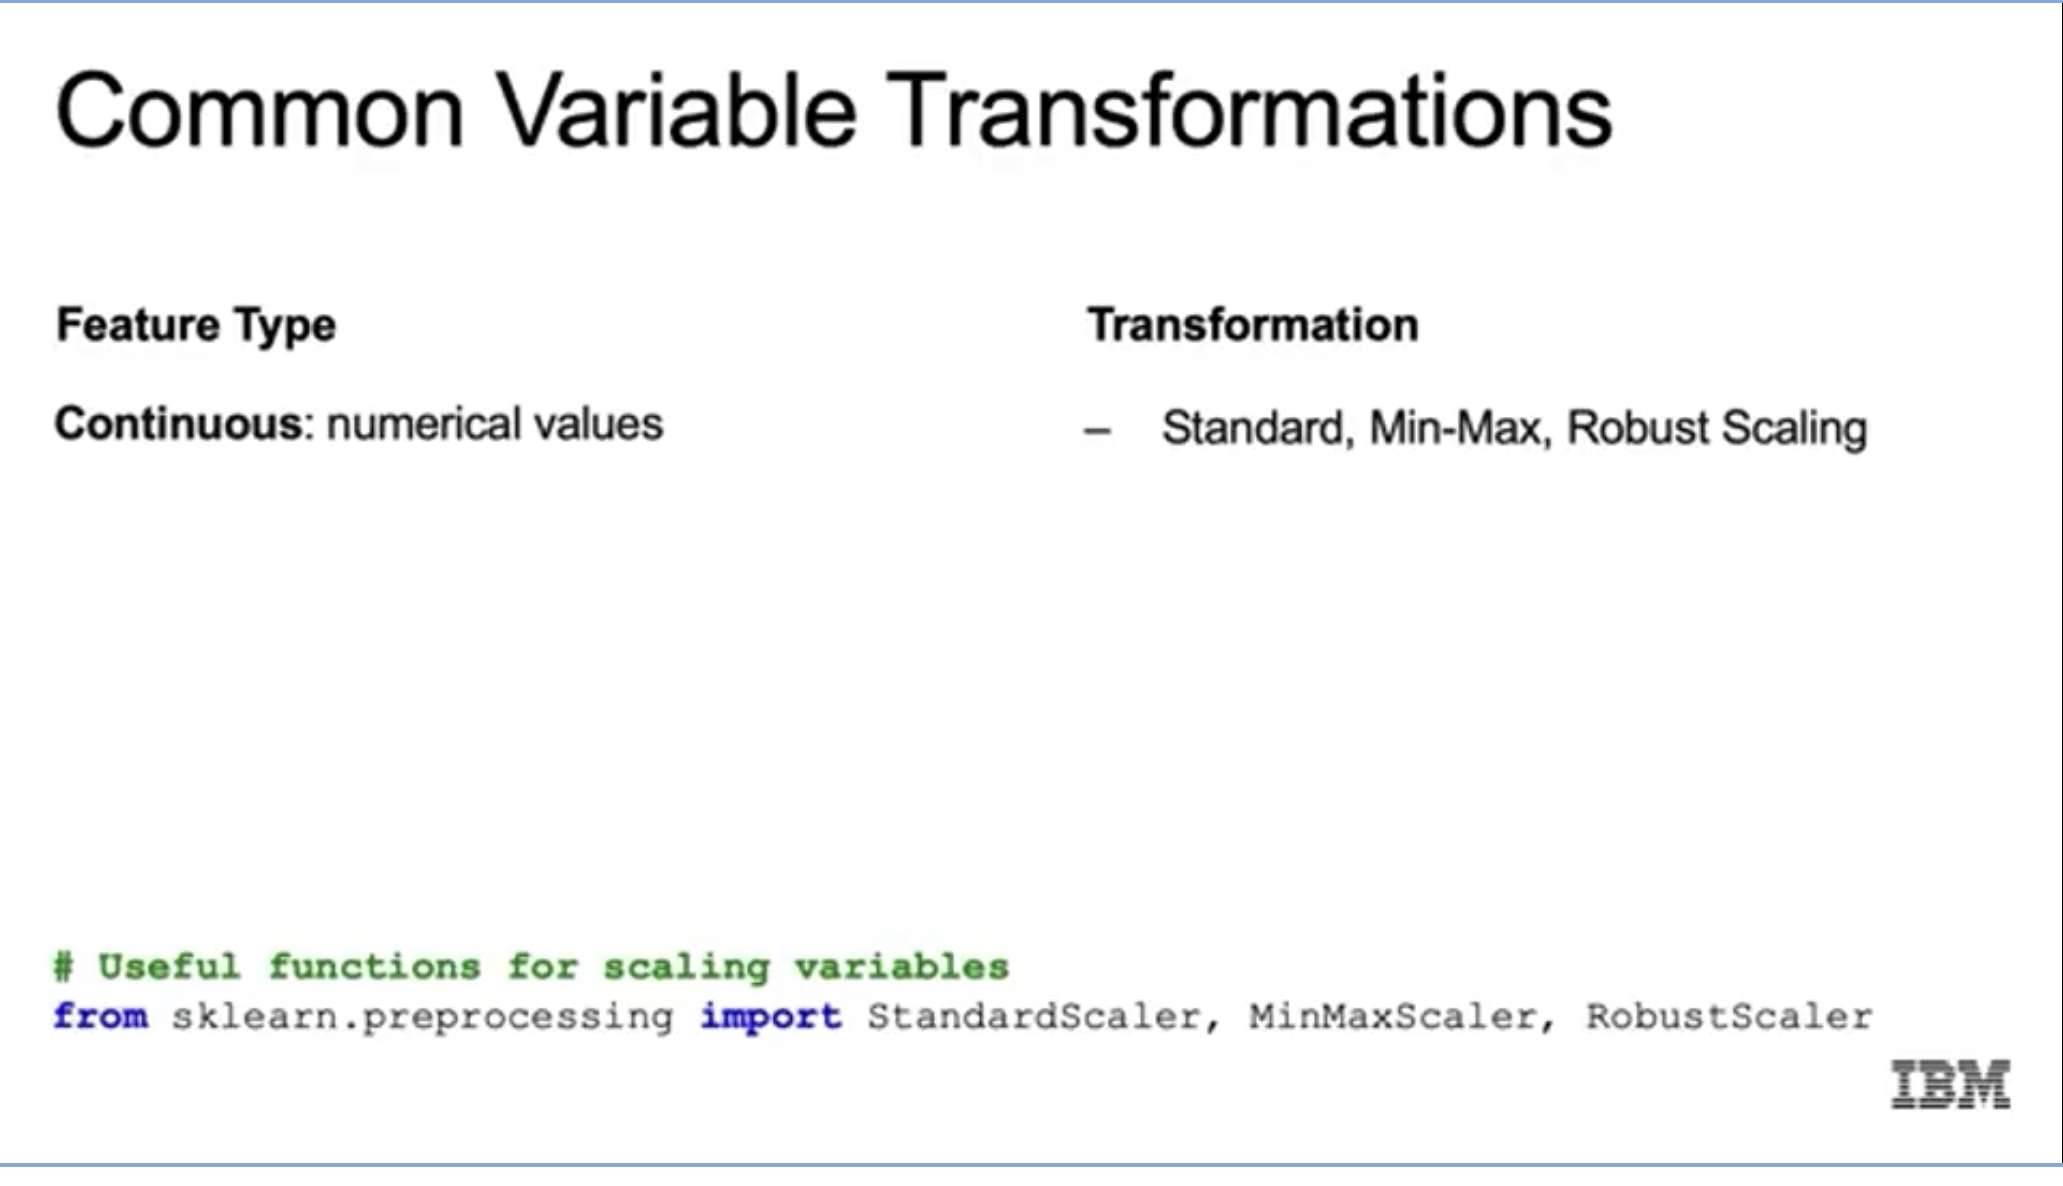 Common Variable Transformations
Feature Type
Transformation
Continuous: numerical values
– Standard, Min-Max, Robust Scaling
# Useful functions for scaling variables
from sklearn.preprocessing import StandardScaler, MinMaxScaler, RobustScaler
IBM